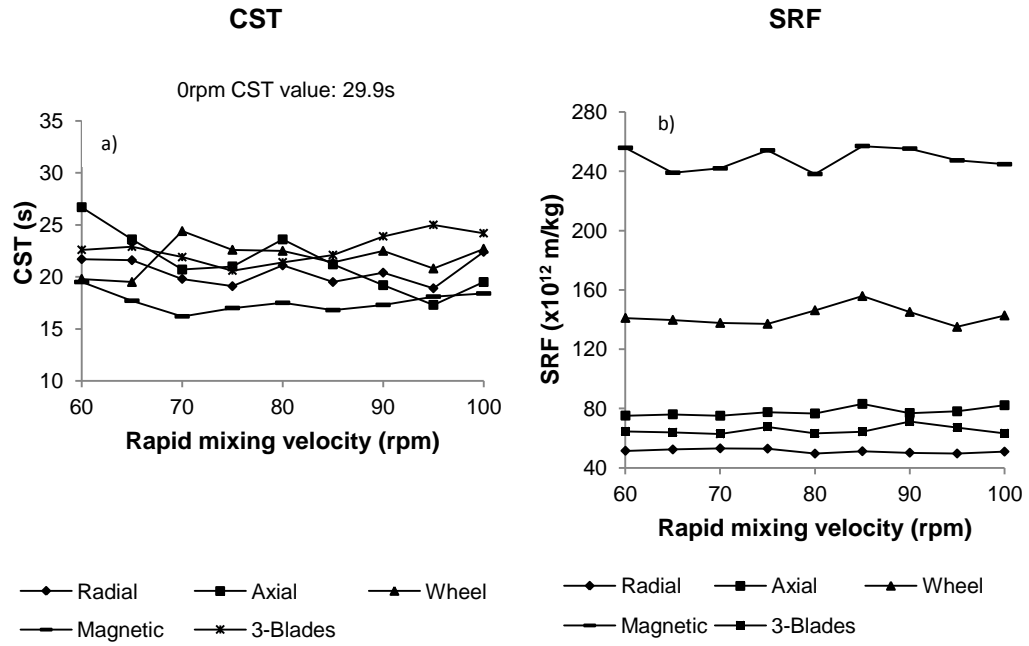 CST
0rpm CST value: 29.9s
a)
CST (s)
35
30
25
20
15
10
60 70 80 90 100
Rapid mixing velocity (rpm)
Radial Axial Wheel
Magnetic 3-Blades
SRF
b)
SRF (x10¹² m/kg)
280
240
200
160
120
80
40
60 70 80 90 100
Rapid mixing velocity (rpm)
Radial Axial Wheel
Magnetic 3-Blades